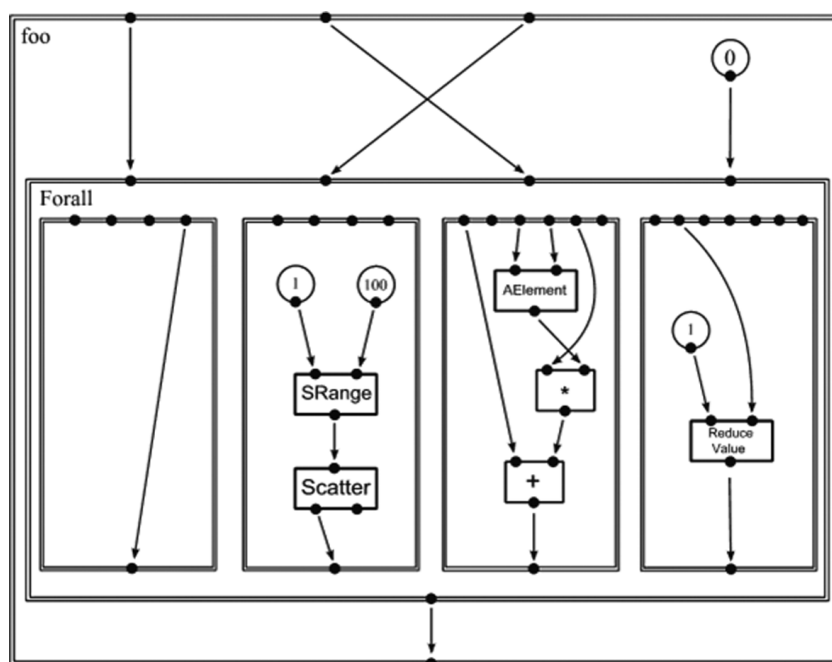 foo
0
Forall
1
100
AElement
1
SRange
*
Reduce
Value
Scatter
+